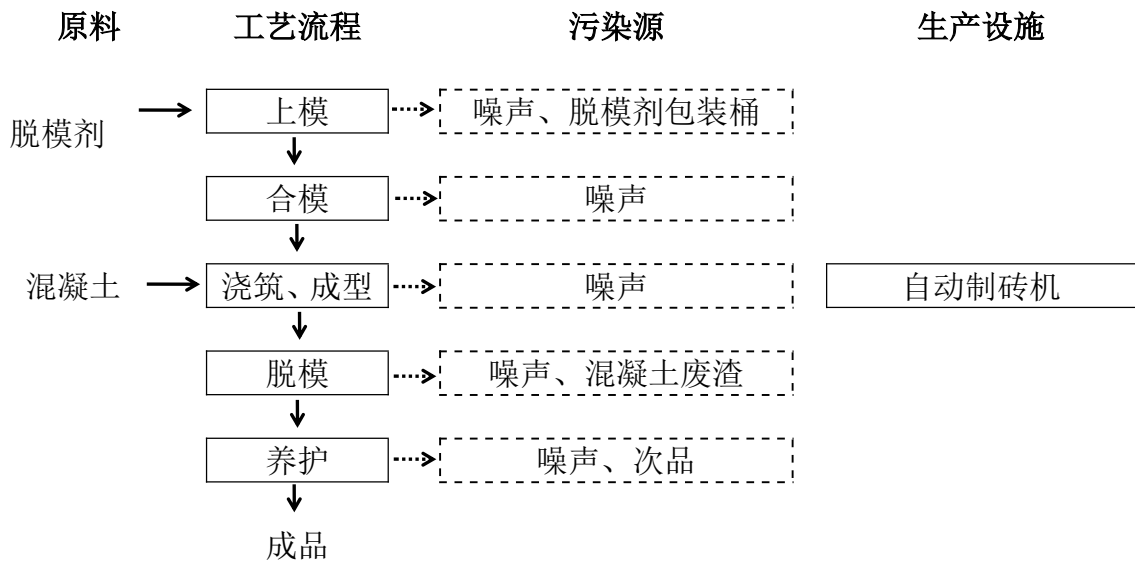 原料 工艺流程 污染源 生产设施
脱模剂 上模 噪声、脱模剂包装桶
合模 噪声
混凝土 浇筑、成型 噪声 自动制砖机
脱模 噪声、混凝土废渣
养护 噪声、次品
成品